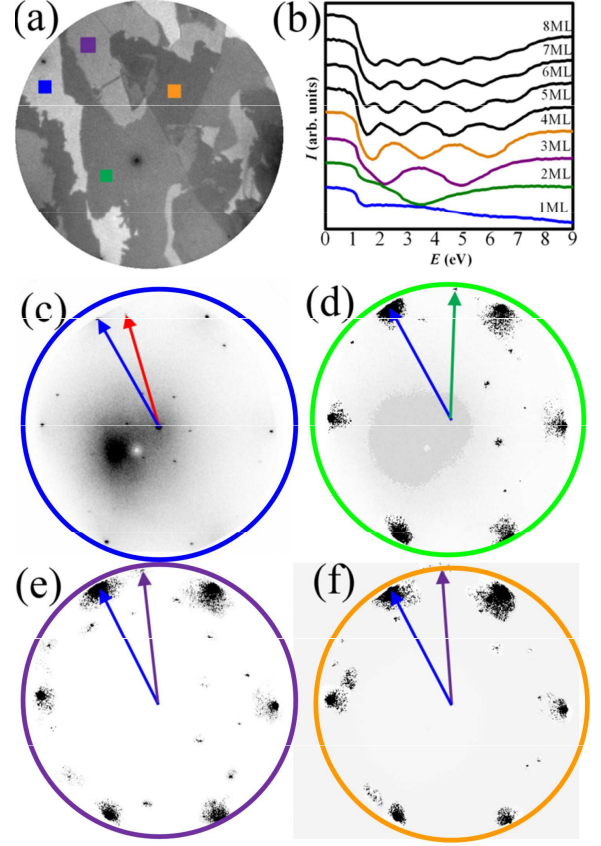 (a)
(b)
I (arb. units)
8ML
7ML
6ML
5ML
4ML
3ML
2ML
1ML
0 1 2 3 4 5 6 7 8 9
E (eV)
(c)
(d)
(e)
(f)